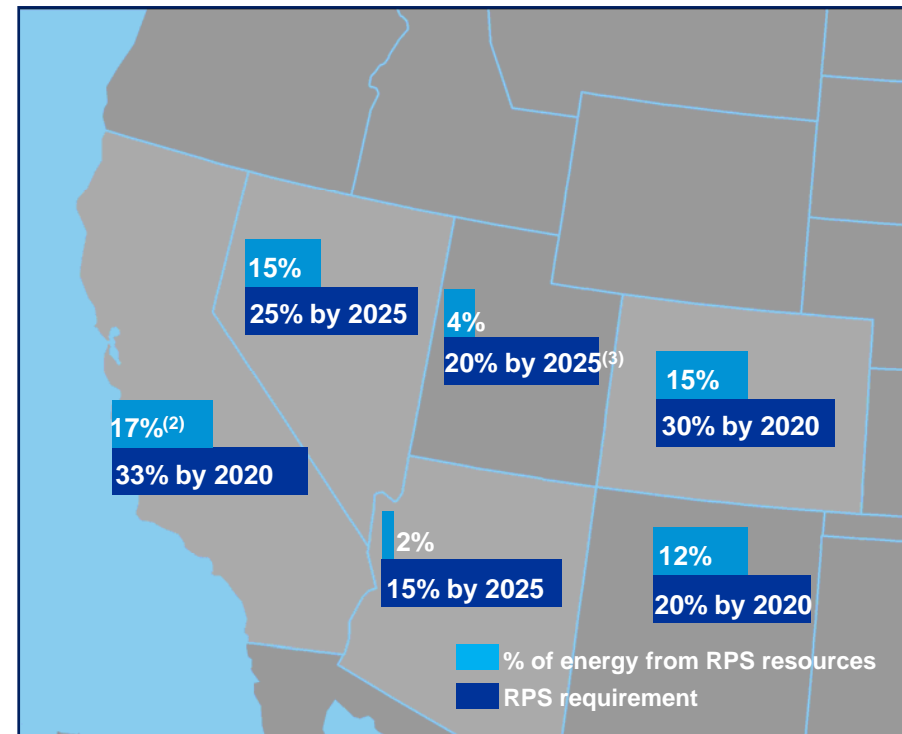 15%
25% by 2025
4%
20% by 2025(3)
15%
30% by 2020
17%(2)
33% by 2020
2%
15% by 2025
12%
20% by 2020
% of energy from RPS resources
RPS requirement